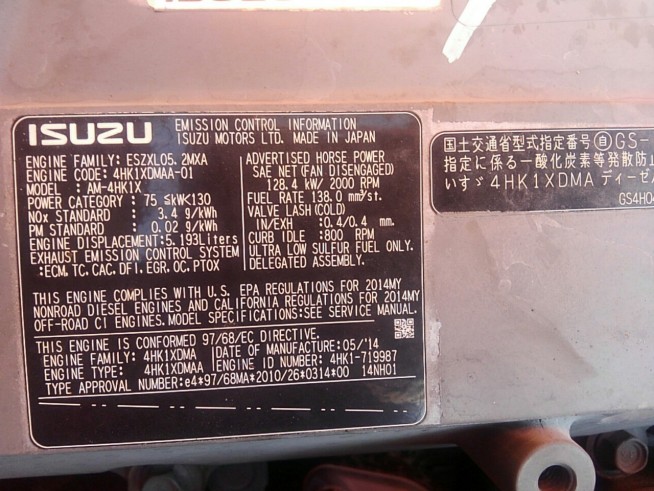 ISUZU EMISSION CONTROL INFORMATION
ISUZU MOTORS LTD. MADE IN JAPAN
ENGINE FAMILY: ESZXL05.2MXA
ENGINE CODE: 4HK1XDMAA-01
MODEL : AM-4HK1X
POWER CATEGORY : 75 ≤kW<130
NOx STANDARD : 3.4 g/kWh
PM STANDARD : 0.02 g/kWh
ENGINE DISPLACEMENT: 5.193liters
EXHAUST EMISSION CONTROL SYSTEM
:ECM, TC, CAC, DFI, EGR, OC, PTOX
ADVERTISED HORSE POWER
SAE NET (FAN DISENGAGED)
128.4 kW/ 2000 RPM
FUEL RATE 138.0 mm³/st.
VALVE LASH (COLD)
IN/EXH :0.4/0.4 mm.
CURB IDLE :800 RPM
ULTRA LOW SULFUR FUEL ONLY.
DELEGATED ASSEMBLY.
THIS ENGINE COMPLIES WITH U.S. EPA REGULATIONS FOR 2014MY
NONROAD DIESEL ENGINES AND CALIFORNIA REGULATIONS FOR 2014MY
OFF-ROAD CI ENGINES. MODEL SPECIFICATIONS:SEE SERVICE MANUAL.
THIS ENGINE IS CONFORMED 97/68/EC DIRECTIVE.
ENGINE FAMILY: 4HK1XDMA DATE OF MANUFACTURE: 05/'14
ENGINE TYPE: 4HK1XDMAA ENGINE ID NUMBER: 4HK1-719987
TYPE APPROVAL NUMBER:e4*97/68MA*2010/26*0314*00 14NH01
国土交通省型式指定番号 自 GS-
指定に係る一酸化炭素等発散防止
いすゞ 4HK1XDMA ディーゼル
GS4H04